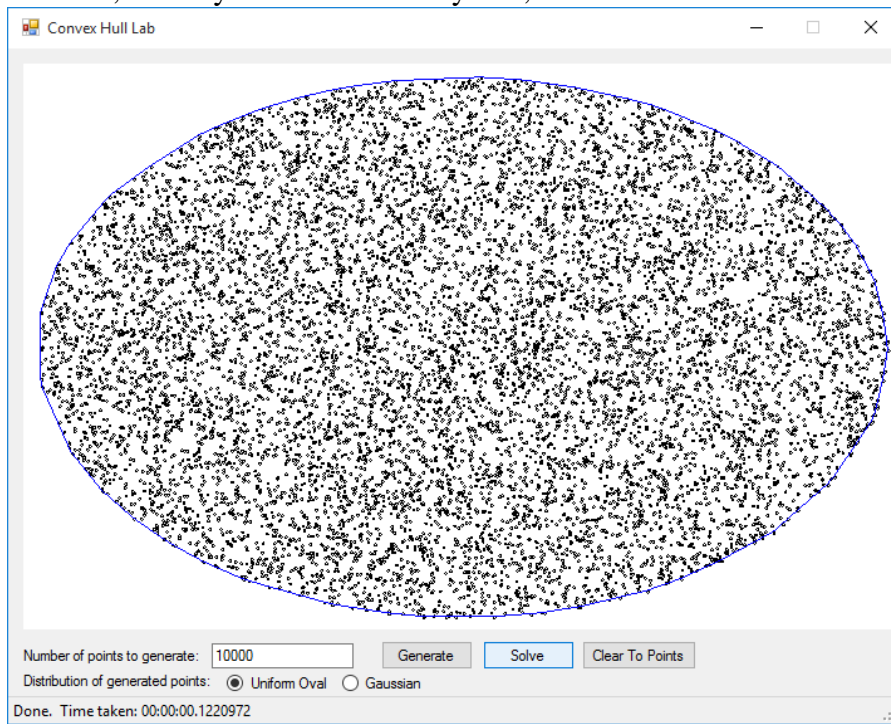 Convex Hull Lab
Number of points to generate: 10000 Generate Solve Clear To Points
Distribution of generated points: Uniform Oval Gaussian
Done. Time taken: 00:00:00.1220972